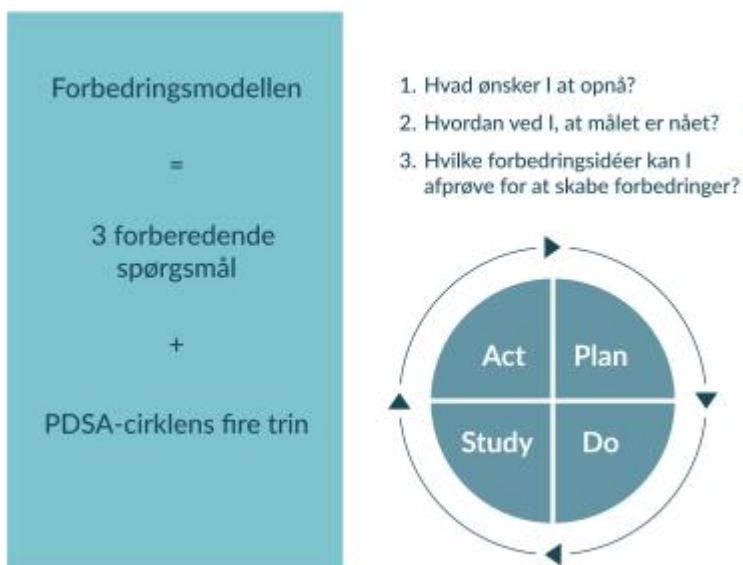 Forbedringsmodellen
=
3 forberedende
spørgsmål
+
PDSA-cirklens fire trin
1. Hvad ønsker I at opnå?
2. Hvordan ved I, at målet er nået?
3. Hvilke forbedringsidéer kan I
afprøve for at skabe forbedringer?
Act Plan
Study Do